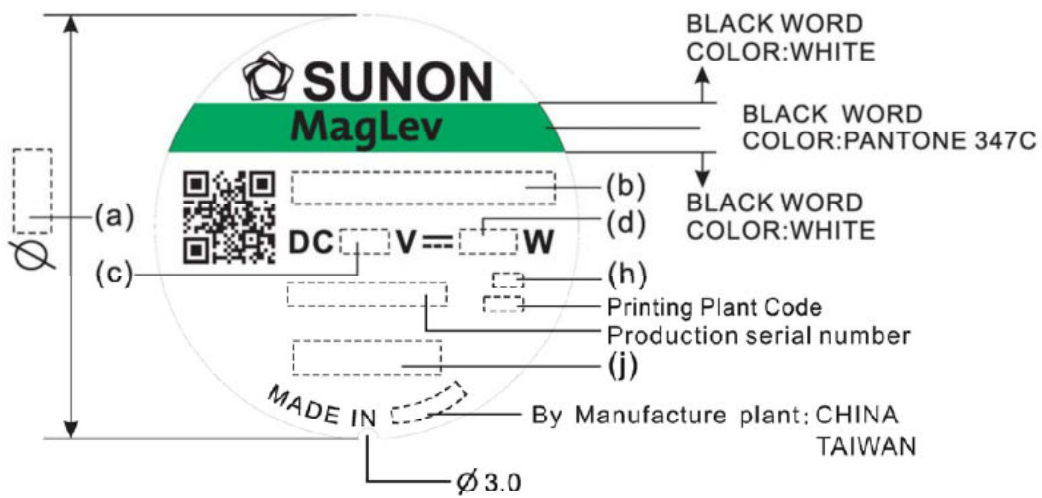 BLACK WORD
COLOR:WHITE
SUNON
MagLev
BLACK WORD
COLOR:PANTONE 347C
(b)
(a)
Ø
DC V W
(d)
BLACK WORD
COLOR:WHITE
(c)
(h)
Printing Plant Code
Production serial number
(j)
MADE IN
By Manufacture plant: CHINA
TAIWAN
Ø 3.0